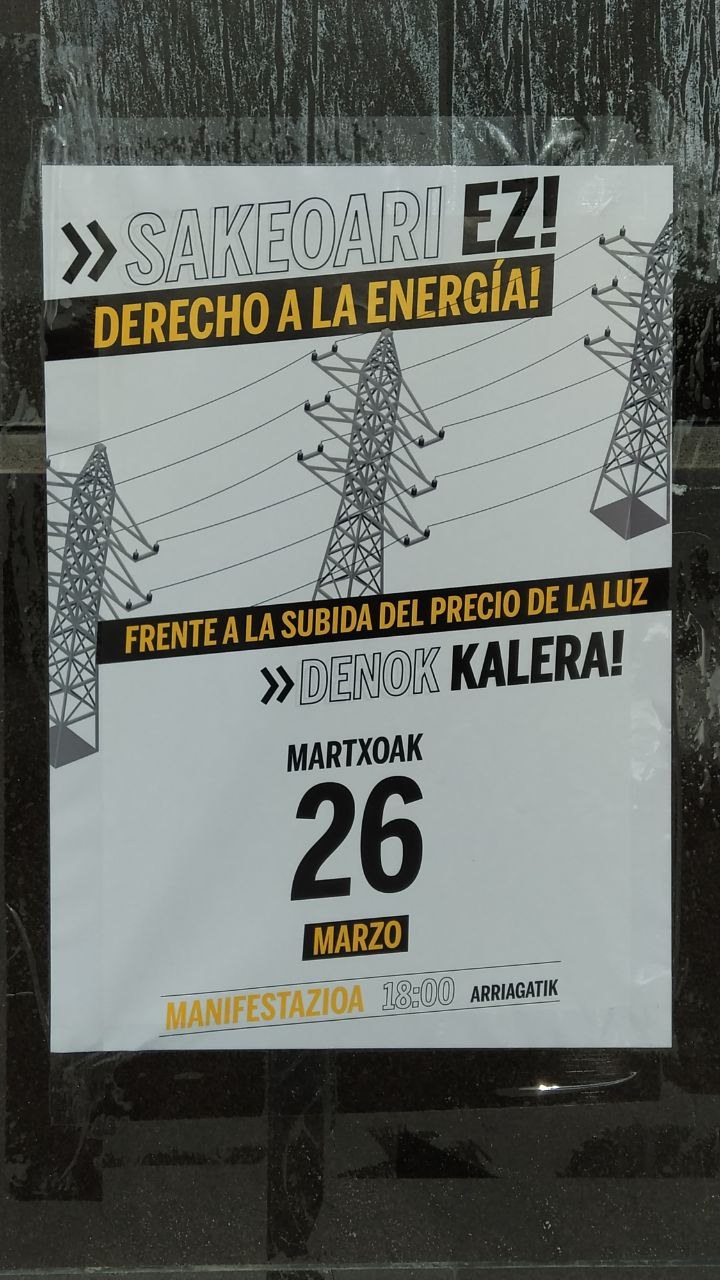 SAKEOARI EZ!
DERECHO A LA ENERGÍA!
FRENTE A LA SUBIDA DEL PRECIO DE LA LUZ
DENOK KALERA!
MARTXOAK
26
MARZO
MANIFESTAZIOA 18:00 ARRIAGATIK